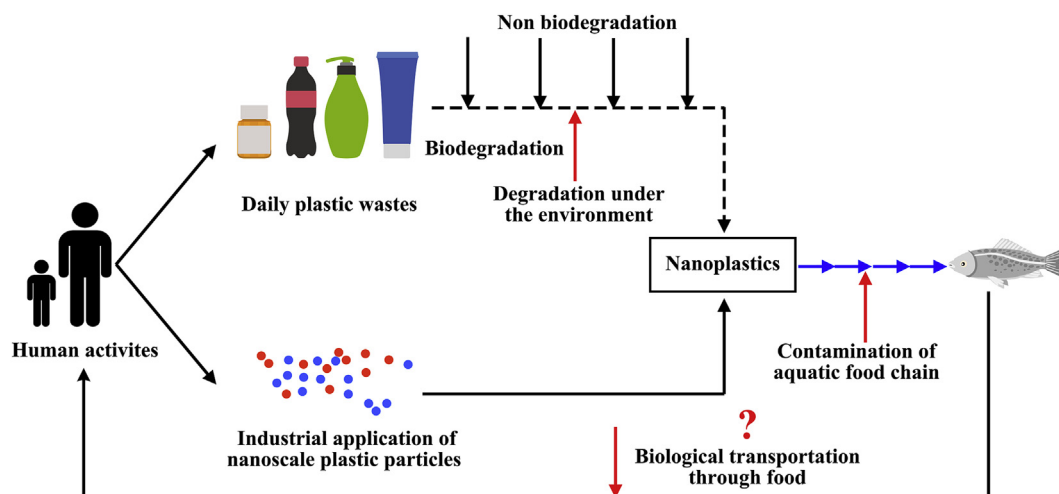 Non biodegradation
Biodegradation
Daily plastic wastes
Degradation under
the environment
Nanoplastics
Human activites
Contamination of
aquatic food chain
Industrial application of
nanoscale plastic particles
?
Biological transportation
through food